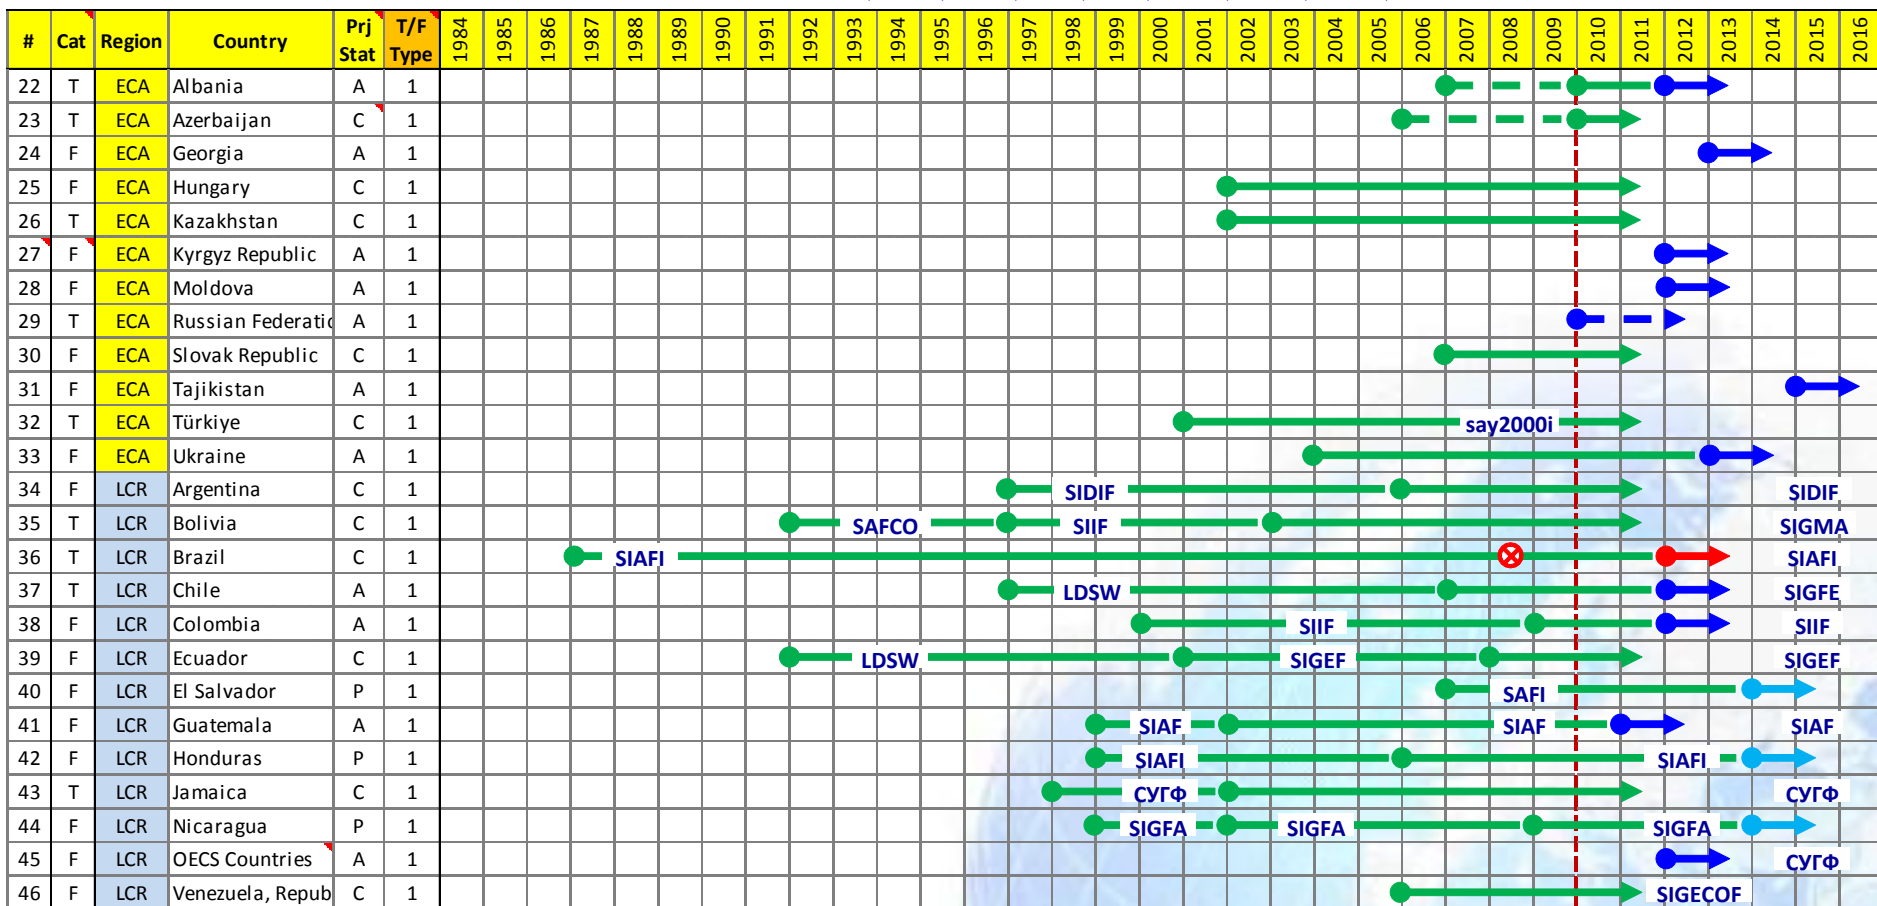 # Cat Region Country Prj Stat T/F Type 1984 1985 1986 1987 1988 1989 1990 1991 1992 1993 1994 1995 1996 1997 1998 1999 2000 2001 2002 2003 2004 2005 2006 2007 2008 2009 2010 2011 2012 2013 2014 2015 2016
22 T ECA Albania A 1
23 T ECA Azerbaijan C 1
24 F ECA Georgia A 1
25 F ECA Hungary C 1
26 T ECA Kazakhstan C 1
27 F ECA Kyrgyz Republic A 1
28 F ECA Moldova A 1
29 T ECA Russian Federatic A 1
30 F ECA Slovak Republic C 1
31 F ECA Tajikistan A 1
32 T ECA Türkiye C 1 say2000i
33 F ECA Ukraine A 1
34 F LCR Argentina C 1 SIDIF SIDIF
35 T LCR Bolivia C 1 SAFCO SIIF SIGMA
36 T LCR Brazil C 1 SIAFI SIAFI
37 T LCR Chile A 1 LDSW SIGFE
38 F LCR Colombia A 1 SIIF SIIF
39 F LCR Ecuador C 1 LDSW SIGEF SIGEF
40 F LCR El Salvador P 1 SAFI
41 F LCR Guatemala A 1 SIAF SIAF SIAF
42 F LCR Honduras P 1 SIAFI SIAFI
43 T LCR Jamaica C 1 СУГФ СУГФ
44 F LCR Nicaragua P 1 SIGFA SIGFA SIGFA
45 F LCR OECS Countries A 1 СУГФ
46 F LCR Venezuela, Repub C 1 SIGECOF